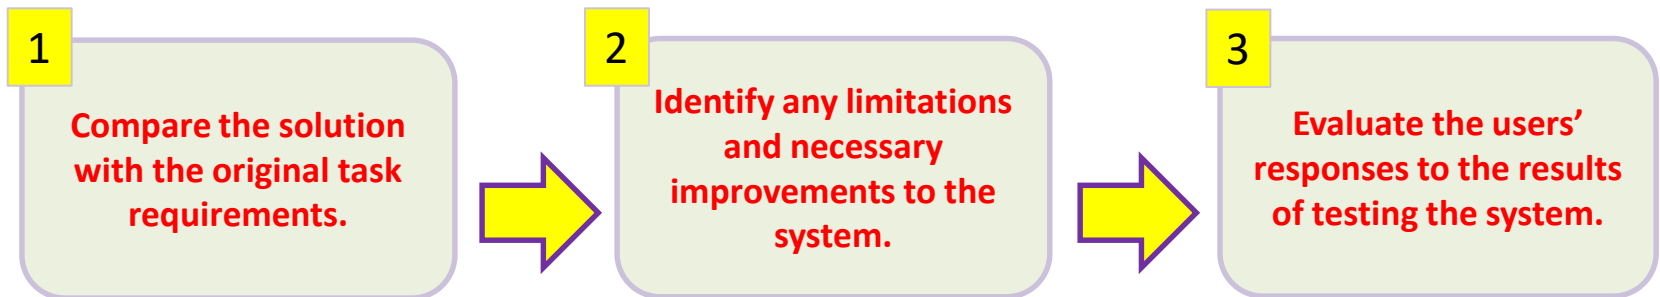 1
Compare the solution
with the original task
requirements.
2
Identify any limitations
and necessary
improvements to the
system.
3
Evaluate the users’
responses to the results
of testing the system.